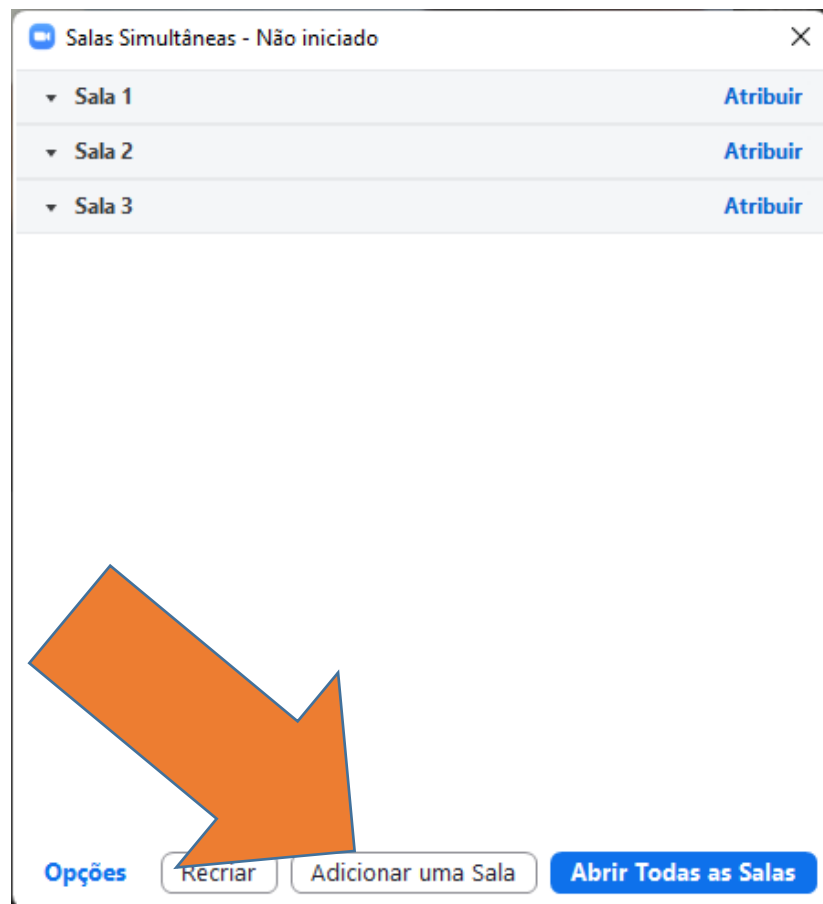 Salas Simultâneas - Não iniciado
Sala 1 Atribuir
Sala 2 Atribuir
Sala 3 Atribuir
Opções Recriar Adicionar uma Sala Abrir Todas as Salas